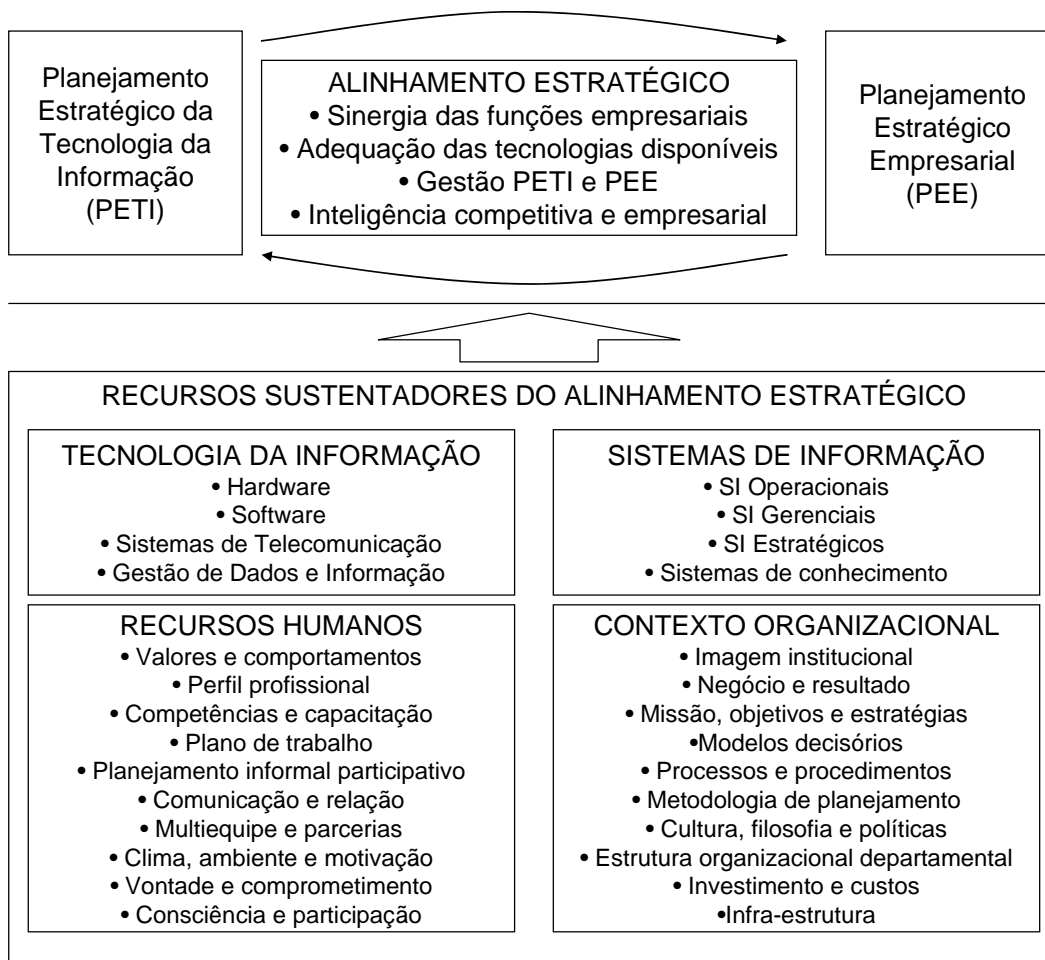 Planejamento
Estratégico da
Tecnologia da
Informação
(PETI)
ALINHAMENTO ESTRATÉGICO
• Sinergia das funções empresariais
• Adequação das tecnologias disponíveis
• Gestão PETI e PEE
• Inteligência competitiva e empresarial
Planejamento
Estratégico
Empresarial
(PEE)
RECURSOS SUSTENTADORES DO ALINHAMENTO ESTRATÉGICO
TECNOLOGIA DA INFORMAÇÃO
• Hardware
• Software
• Sistemas de Telecomunicação
• Gestão de Dados e Informação
SISTEMAS DE INFORMAÇÃO
• SI Operacionais
• SI Gerenciais
• SI Estratégicos
• Sistemas de conhecimento
RECURSOS HUMANOS
• Valores e comportamentos
• Perfil profissional
• Competências e capacitação
• Plano de trabalho
• Planejamento informal participativo
• Comunicação e relação
• Multiequipe e parcerias
• Clima, ambiente e motivação
• Vontade e comprometimento
• Consciência e participação
CONTEXTO ORGANIZACIONAL
• Imagem institucional
• Negócio e resultado
• Missão, objetivos e estratégias
•Modelos decisórios
• Processos e procedimentos
• Metodologia de planejamento
• Cultura, filosofia e políticas
• Estrutura organizacional departamental
• Investimento e custos
•Infra-estrutura